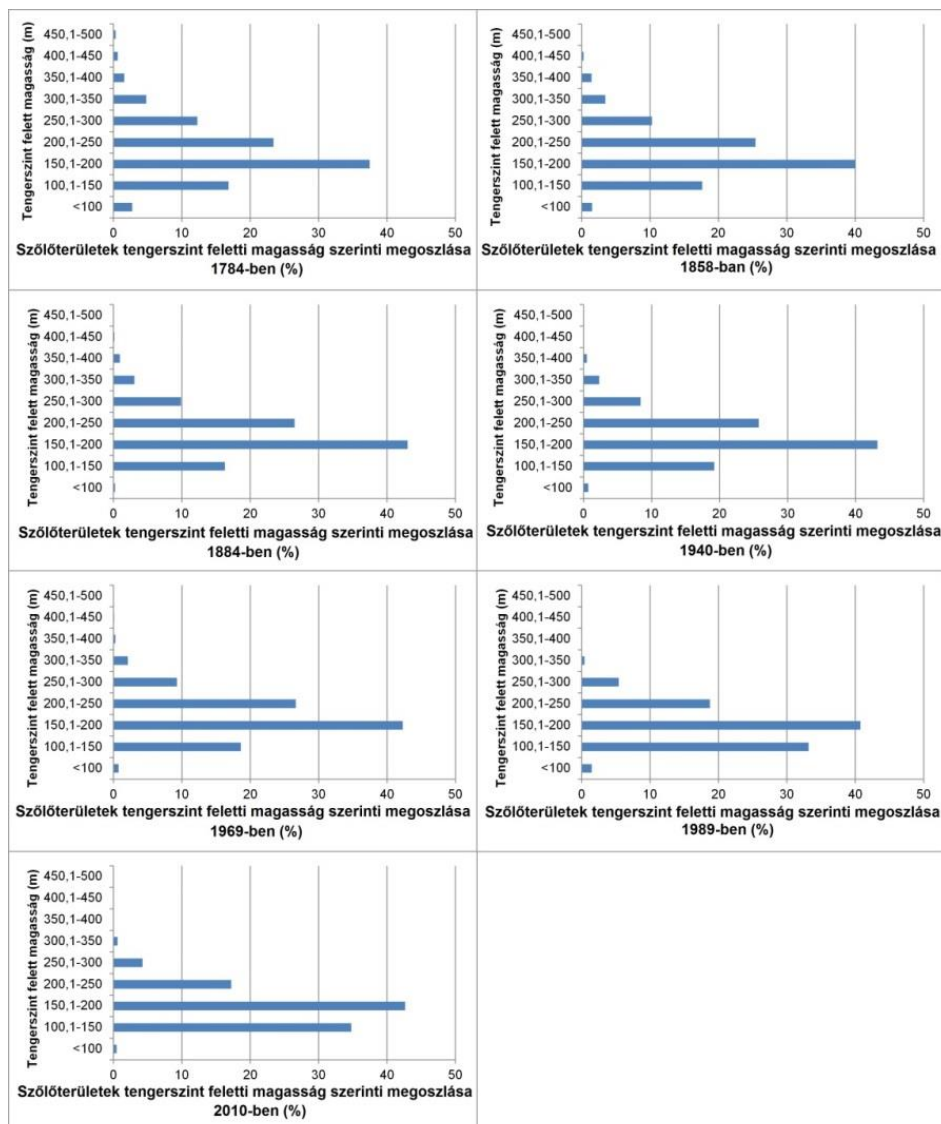 Tengerszint felett magasság (m)
450,1-500
400,1-450
350,1-400
300,1-350
250,1-300
200,1-250
150,1-200
100,1-150
<100
0 10 20 30 40 50
Szőlőterületek tengerszint feletti magasság szerinti megoszlása
1784-ben (%)
Tengerszint felett magasság (m)
450,1-500
400,1-450
350,1-400
300,1-350
250,1-300
200,1-250
150,1-200
100,1-150
<100
0 10 20 30 40 50
Szőlőterületek tengerszint feletti magasság szerinti megoszlása
1858-ban (%)
Tengerszint felett magasság (m)
450,1-500
400,1-450
350,1-400
300,1-350
250,1-300
200,1-250
150,1-200
100,1-150
<100
0 10 20 30 40 50
Szőlőterületek tengerszint feletti magasság szerinti megoszlása
1884-ben (%)
Tengerszint felett magasság (m)
450,1-500
400,1-450
350,1-400
300,1-350
250,1-300
200,1-250
150,1-200
100,1-150
<100
0 10 20 30 40 50
Szőlőterületek tengerszint feletti magasság szerinti megoszlása
1940-ben (%)
Tengerszint felett magasság (m)
450,1-500
400,1-450
350,1-400
300,1-350
250,1-300
200,1-250
150,1-200
100,1-150
<100
0 10 20 30 40 50
Szőlőterületek tengerszint feletti magasság szerinti megoszlása
1969-ben (%)
Tengerszint felett magasság (m)
450,1-500
400,1-450
350,1-400
300,1-350
250,1-300
200,1-250
150,1-200
100,1-150
<100
0 10 20 30 40 50
Szőlőterületek tengerszint feletti magasság szerinti megoszlása
1989-ben (%)
Tengerszint felett magasság (m)
450,1-500
400,1-450
350,1-400
300,1-350
250,1-300
200,1-250
150,1-200
100,1-150
<100
0 10 20 30 40 50
Szőlőterületek tengerszint feletti magasság szerinti megoszlása
2010-ben (%)